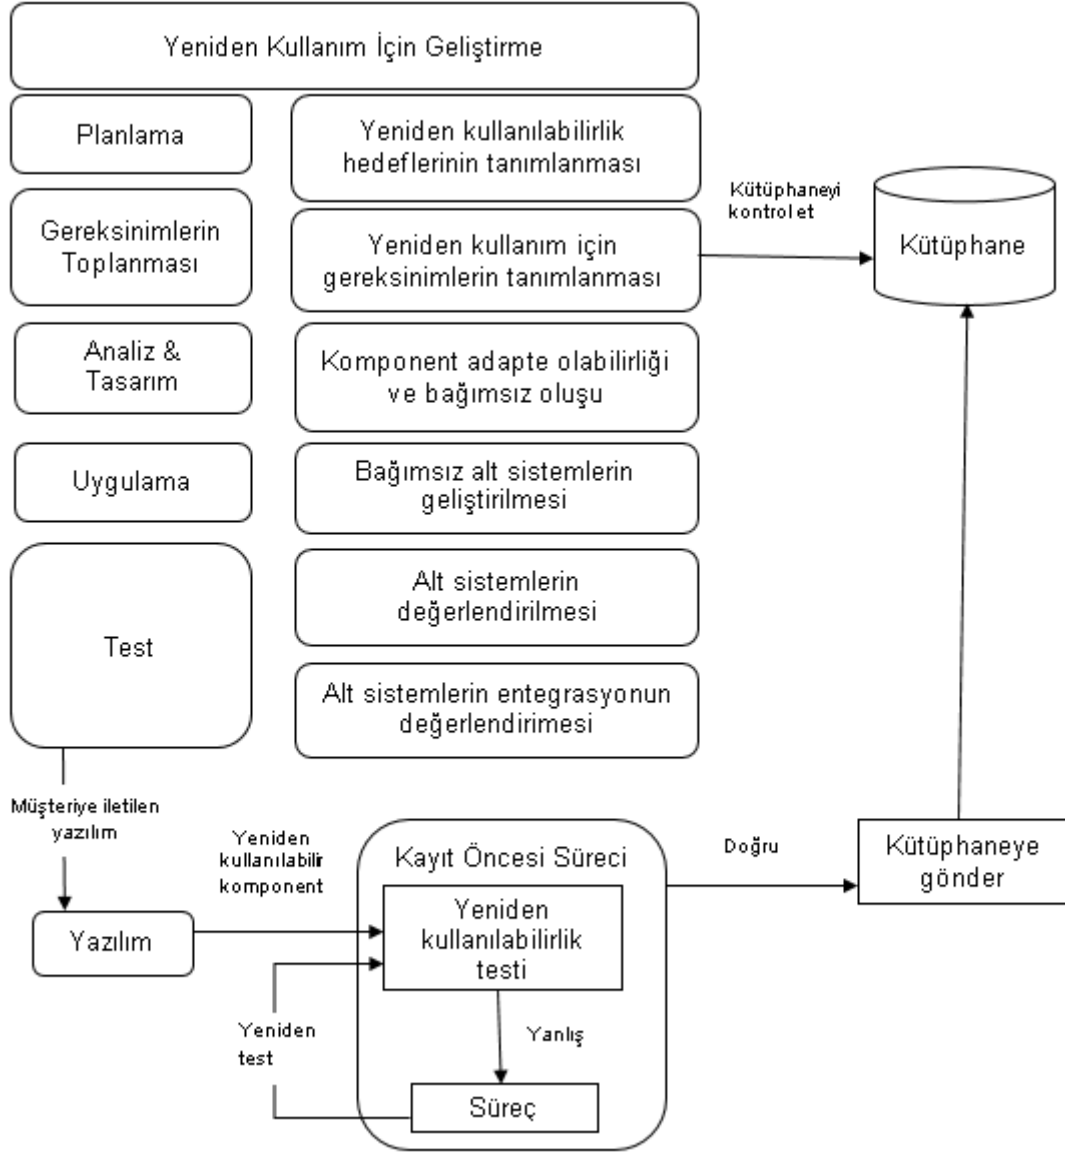 Yeniden Kullanım İçin Geliştirme
Planlama
Yeniden kullanılabilirlik
hedeflerinin tanımlanması
Gereksinimlerin
Toplanması
Yeniden kullanım için
gereksinimlerin tanımlanması
Kütüphaneyi
kontrol et
Kütüphane
Analiz &
Tasarım
Komponent adapte olabilirliği
ve bağımsız oluşu
Uygulama
Bağımsız alt sistemlerin
geliştirilmesi
Test
Alt sistemlerin
değerlendirilmesi
Alt sistemlerin entegrasyonun
değerlendirimesi
Müşteriye iletilen
yazılım
Yazılım
Yeniden
kullanılabilir
komponent
Kayıt Öncesi Süreci
Yeniden
kullanılabilirlik
testi
Yanlış
Süreç
Yeniden
test
Doğru
Kütüphaneye
gönder